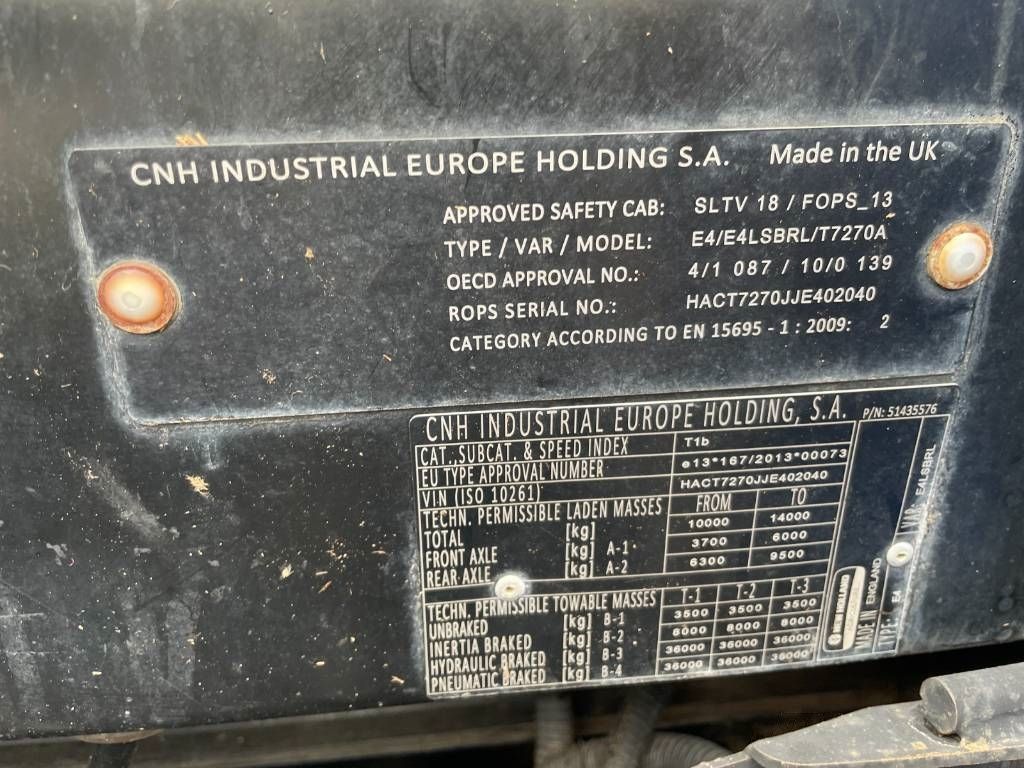 CNH INDUSTRIAL EUROPE HOLDING S.A. Made in the UK
APPROVED SAFETY CAB: SLTV 18 / FOPS_13
TYPE / VAR / MODEL: E4/E4LSBRL/T7270A
OECD APPROVAL NO.: 4/1 087 / 10/0 139
ROPS SERIAL NO.: HACT7270JJE402040
CATEGORY ACCORDING TO EN 15695 - 1 : 2009: 2
CNH INDUSTRIAL EUROPE HOLDING, S.A. P/N: 51435576
CAT.,SUBCAT. & SPEED INDEX T1b
EU TYPE APPROVAL NUMBER e13*167/2013*00073
VIN (ISO 10261) HACT7270JJE402040
TECHN. PERMISSIBLE LADEN MASSES FROM TO
TOTAL [kg] 10000 14000
FRONT AXLE [kg] A-1 3700 6000
REAR AXLE [kg] A-2 6300 9500
TECHN. PERMISSIBLE TOWABLE MASSES T-1 T-2 T-3
UNBRAKED [kg] B-1 3500 3500 3500
INERTIA BRAKED [kg] B-2 8000 8000 8000
HYDRAULIC BRAKED [kg] B-3 36000 36000 36000
PNEUMATIC BRAKED [kg] B-4 36000 36000 36000
NEW HOLLAND
MADE IN ENGLAND
TYPE: E4 E4LSBRL